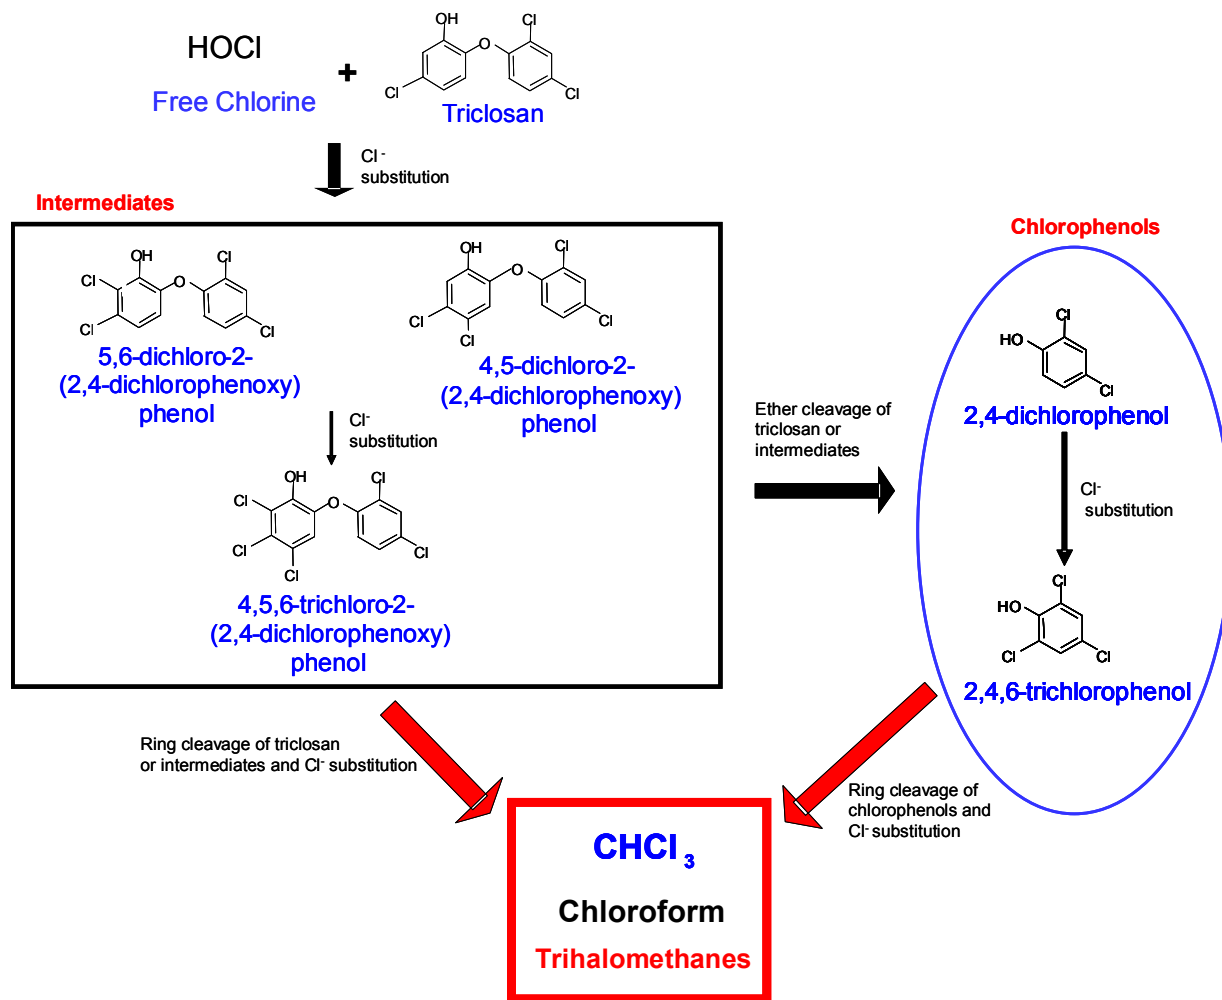 HOCl
Free Chlorine
+
OH
O
Cl
Cl
Cl
Triclosan
Cl -
substitution
Intermediates
OH
Cl
Cl
O
Cl
Cl
5,6-dichloro-2-
(2,4-dichlorophenoxy)
phenol
OH
O
Cl
Cl
Cl
Cl
4,5-dichloro-2-
(2,4-dichlorophenoxy)
phenol
Cl-
substitution
OH
Cl
O
Cl
Cl
Cl
Cl
4,5,6-trichloro-2-
(2,4-dichlorophenoxy)
phenol
Ether cleavage of
triclosan or
intermediates
Chlorophenols
Cl
HO
Cl
2,4-dichlorophenol
Cl-
substitution
Cl
HO
Cl
Cl
2,4,6-trichlorophenol
Ring cleavage of triclosan
or intermediates and Cl- substitution
Ring cleavage of
chlorophenols and
Cl- substitution
CHCl 3
Chloroform
Trihalomethanes